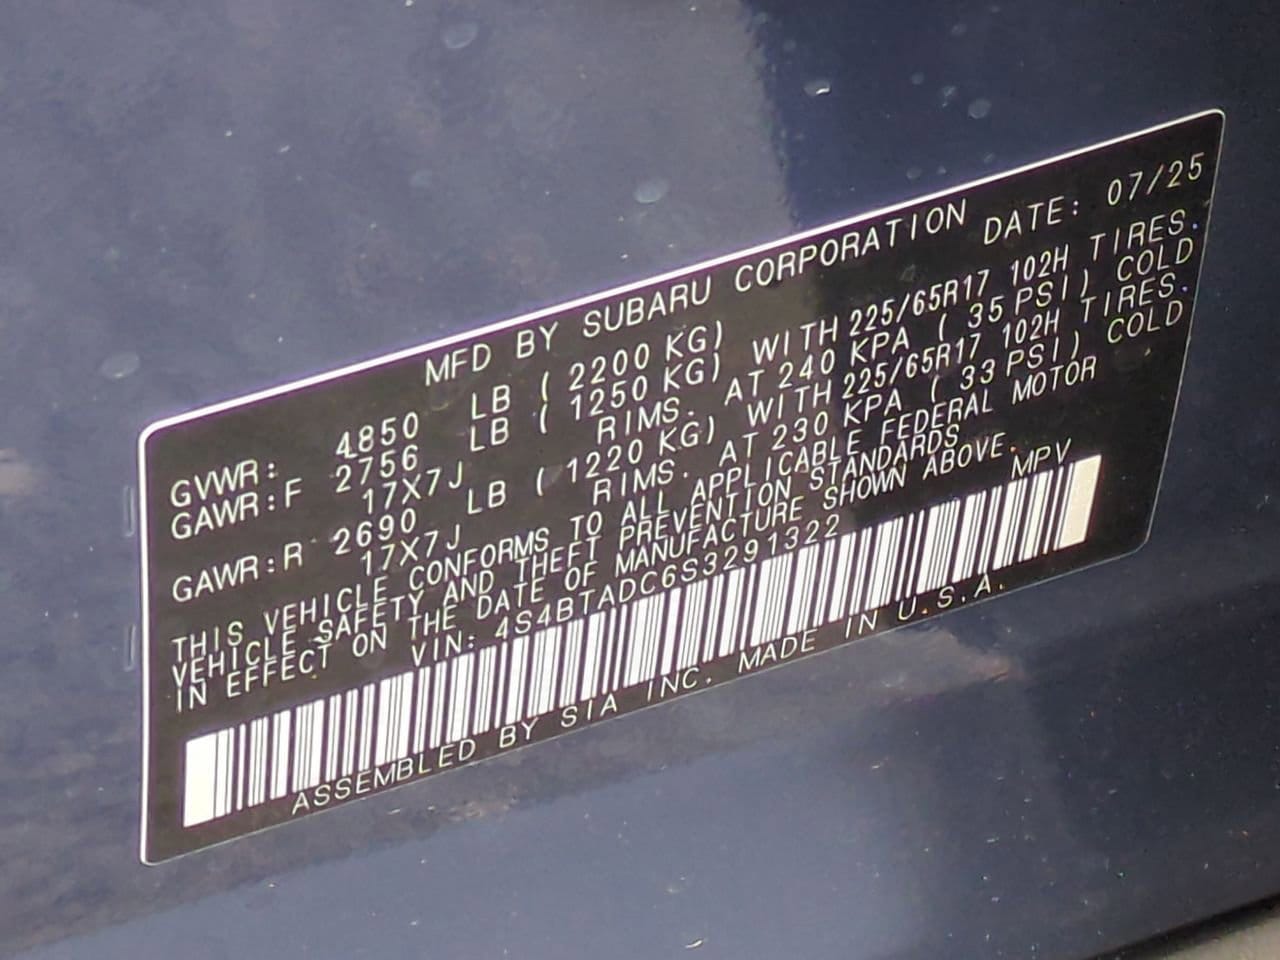 MFD BY SUBARU CORPORATION
DATE: 07/25
GVWR: 4850 LB ( 2200 KG)
GAWR:F 2756 LB ( 1250 KG) WITH 225/65R17 102H TIRES.
17X7J RIMS. AT 240 KPA ( 35 PSI) COLD
GAWR:R 2690 LB ( 1220 KG) WITH 225/65R17 102H TIRES.
17X7J RIMS. AT 230 KPA ( 33 PSI) COLD
THIS VEHICLE CONFORMS TO ALL APPLICABLE FEDERAL MOTOR
VEHICLE SAFETY AND THEFT PREVENTION STANDARDS
IN EFFECT ON THE DATE OF MANUFACTURE SHOWN ABOVE.
VIN: 4S4BTADC6S3291322 MPV
ASSEMBLED BY SIA INC. MADE IN U.S.A.